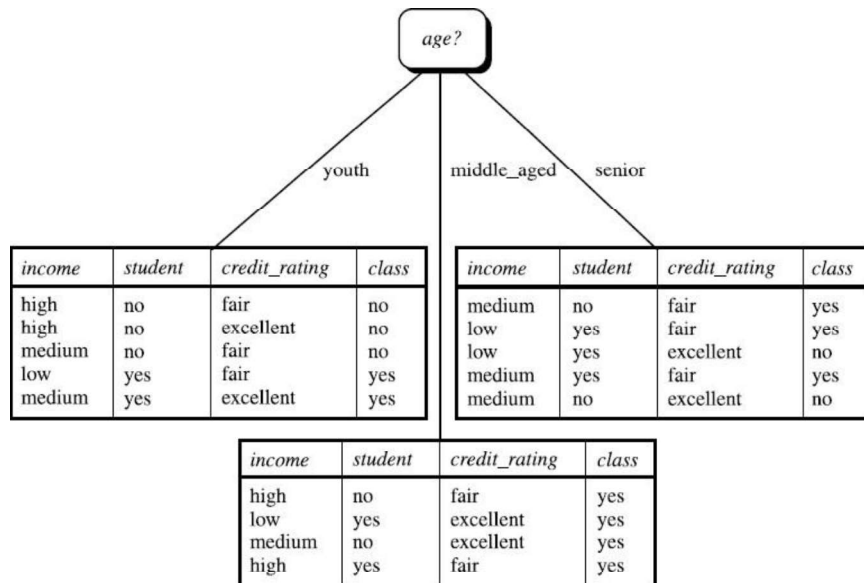 age?
youth
middle_aged
senior
income student credit_rating class
high no fair no
high no excellent no
medium no fair no
low yes fair yes
medium yes excellent yes
income student credit_rating class
medium no fair yes
low yes fair yes
low yes excellent no
medium yes fair yes
medium no excellent no
income student credit_rating class
high no fair yes
low yes excellent yes
medium no excellent yes
high yes fair yes